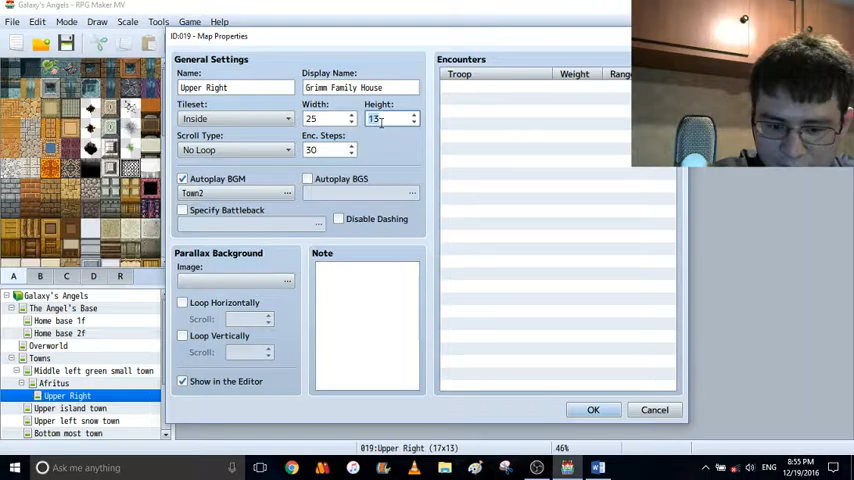 Galaxy's Angels - RPG Maker MV
File Edit Mode Draw Scale Tools Game Help
ID:019 - Map Properties
General Settings
Name:
Display Name:
Upper Right
Grimm Family House
Tileset:
Width:
Height:
Inside
25
13
Scroll Type:
Enc. Steps:
No Loop
30
Autoplay BGM
Autoplay BGS
Town2
...
...
Specify Battleback
...
Disable Dashing
Parallax Background
Image:
...
Loop Horizontally
Scroll:
Loop Vertically
Scroll:
Show in the Editor
Note
Encounters
Troop Weight Rang
OK
Cancel
A B C D R
Galaxy's Angels
The Angel's Base
Home base 1f
Home base 2f
Overworld
Towns
Middle left green small town
Afritus
Upper Right
Upper island town
Upper left snow town
Bottom most town
019:Upper Right (17x13)
46%
Ask me anything
ENG
8:55 PM
12/19/2016